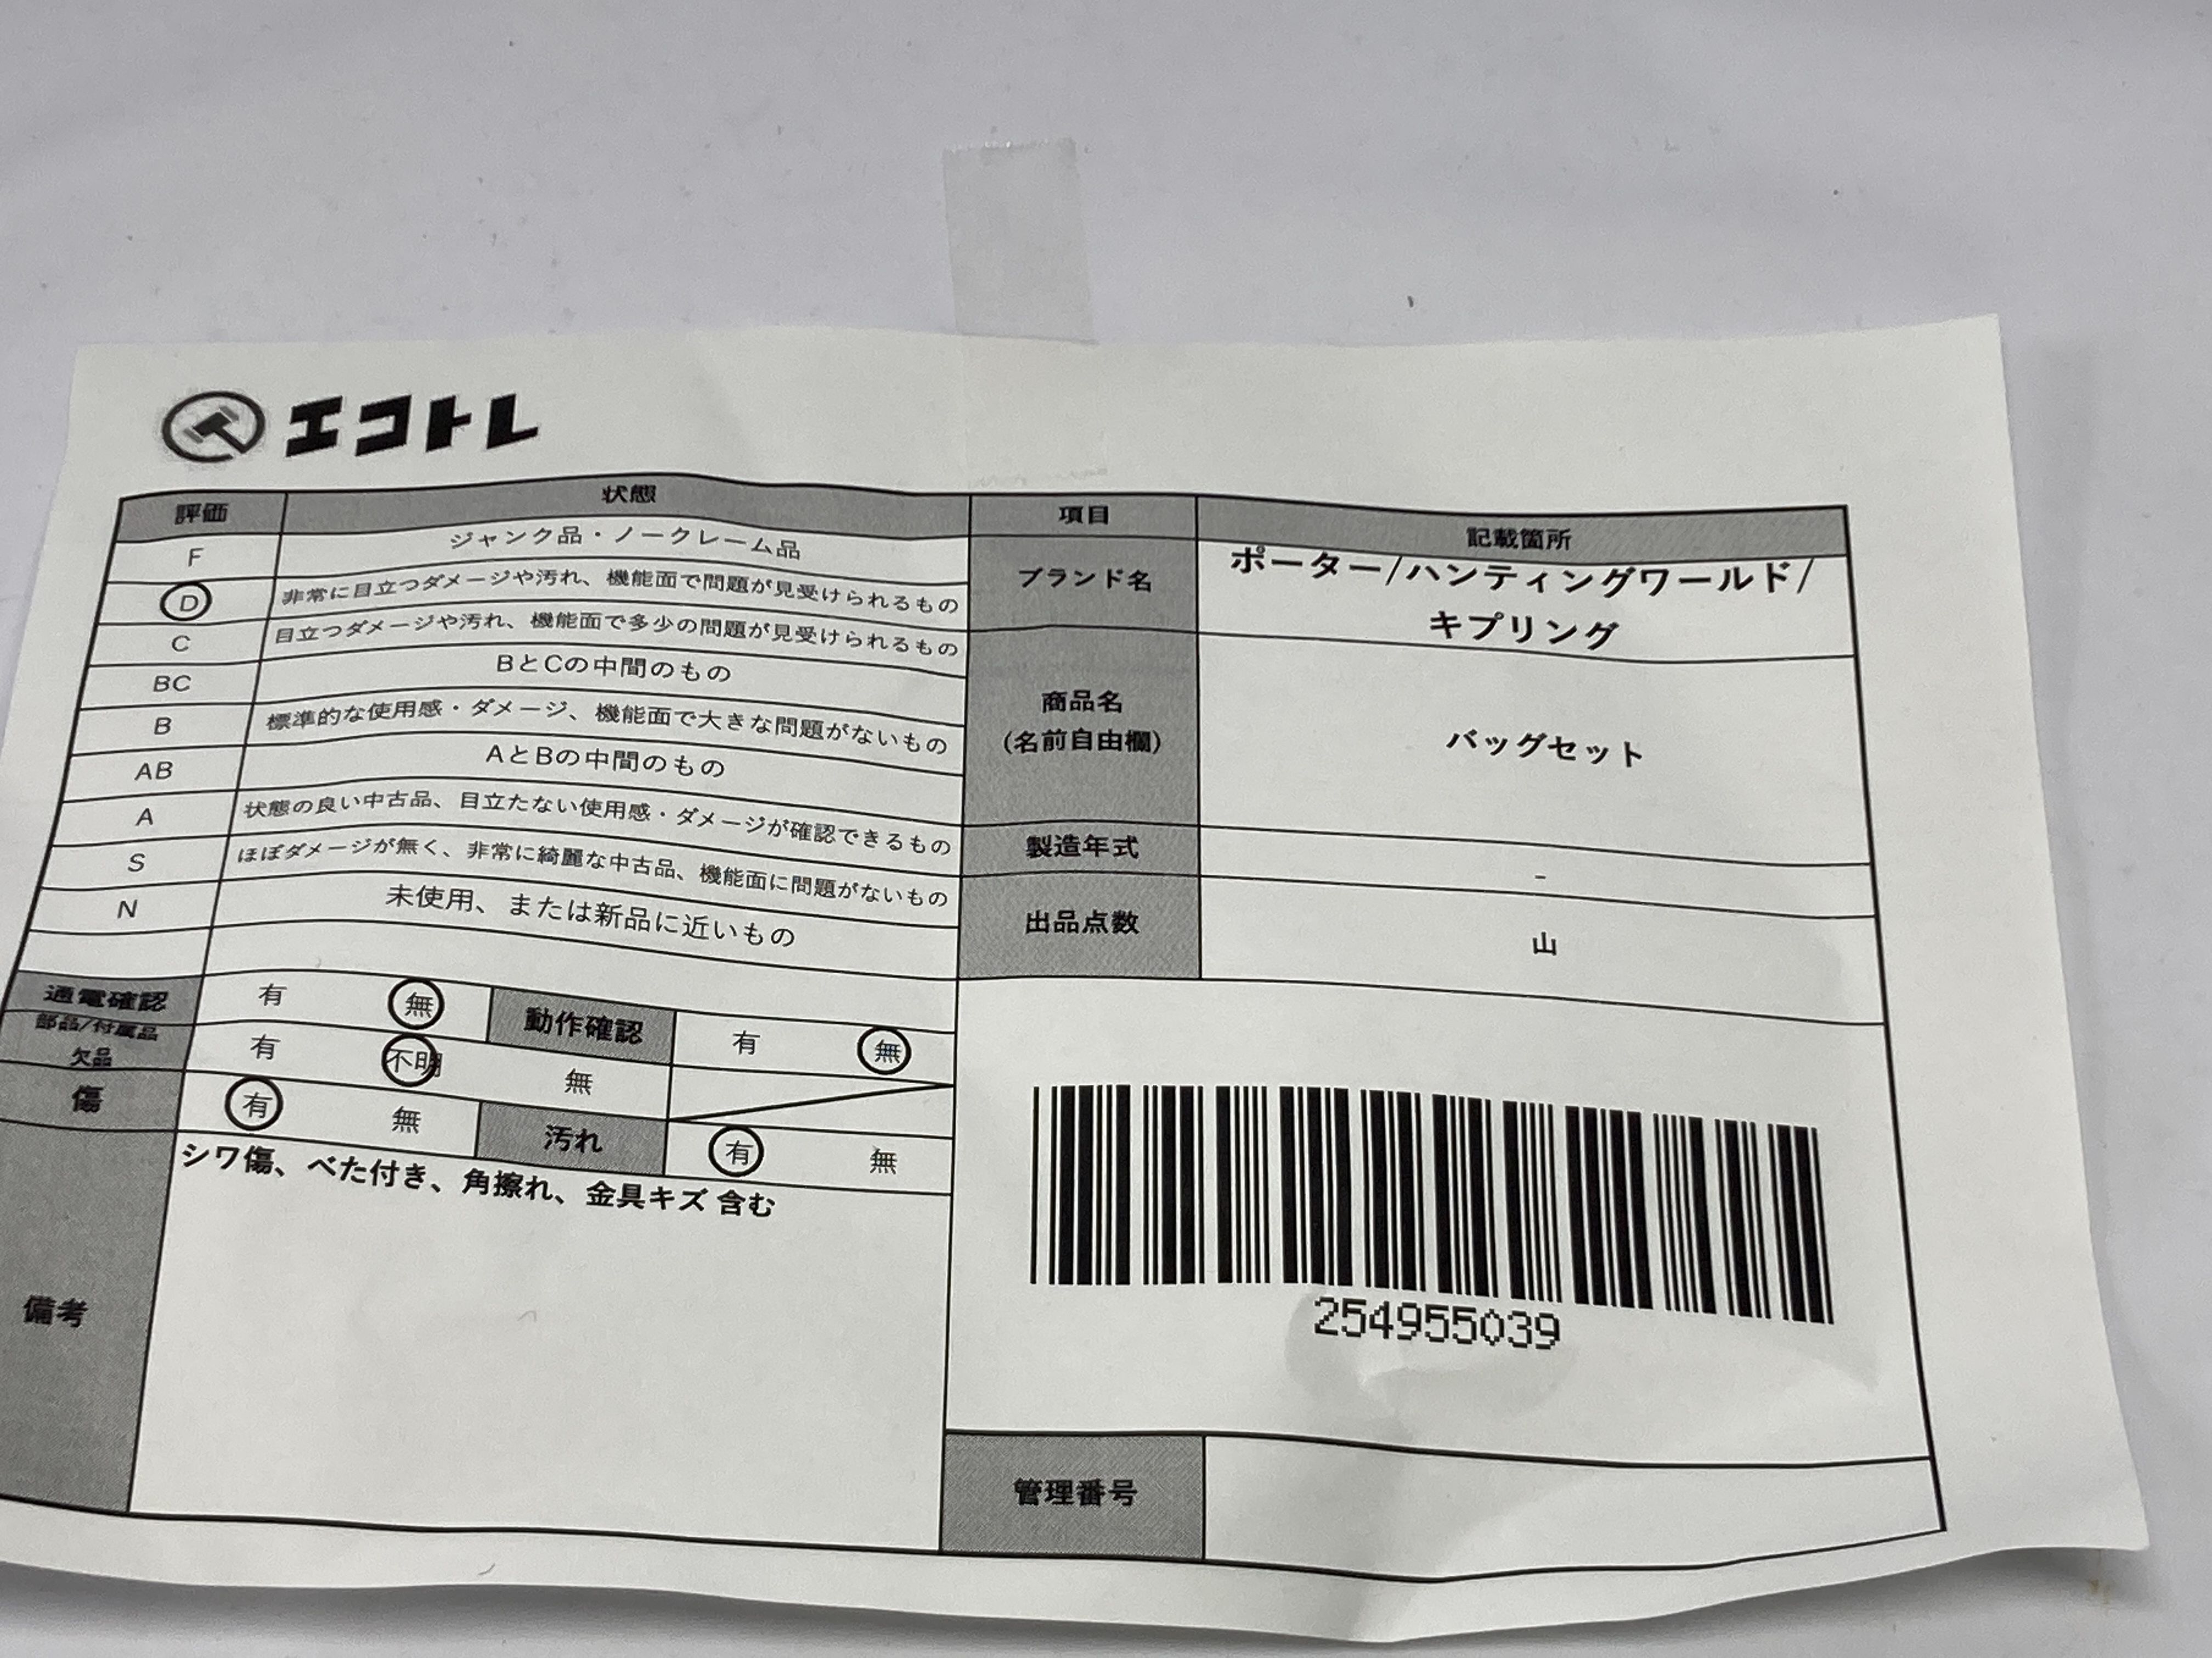 エコトレ
評価 状態
F ジャンク品・ノークレーム品
D 非常に目立つダメージや汚れ、機能面で問題が見受けられるもの
C 目立つダメージや汚れ、機能面で多少の問題が見受けられるもの
BC BとCの中間のもの
B 標準的な使用感・ダメージ、機能面で大きな問題がないもの
AB AとBの中間のもの
A 状態の良い中古品、目立たない使用感・ダメージが確認できるもの
S ほぼダメージが無く、非常に綺麗な中古品、機能面に問題がないもの
N 未使用、または新品に近いもの
通電確認 有 無 動作確認 有 無
部品/付属品
欠品 有 不明 無
傷 有 無 汚れ 有 無
備考 シワ傷、べた付き、角擦れ、金具キズ 含む
項目 記載箇所
ブランド名 ポーター/ハンティングワールド/
キプリング
商品名
(名前自由欄) バッグセット
製造年式 -
出品点数 山
254955039
管理番号